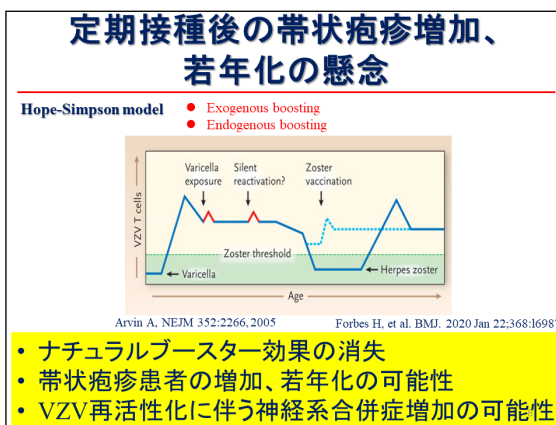 定期接種後の帯状疱疹増加、
若年化の懸念
Hope-Simpson model
● Exogenous boosting
● Endogenous boosting
VZV T cells
Varicella
exposure
Silent
reactivation?
Zoster
vaccination
Zoster threshold
Varicella
Herpes zoster
Age
Arvin A, NEJM 352:2266, 2005
Forbes H, et al. BMJ. 2020 Jan 22;368:l698
• ナチュラルブースター効果の消失
• 帯状疱疹患者の増加、若年化の可能性
• VZV再活性化に伴う神経系合併症増加の可能性